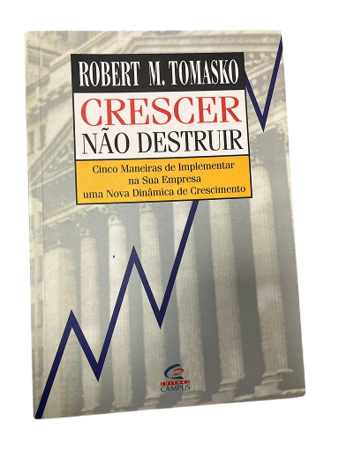 ROBERT M. TOMASKO
CRESCER
NÃO DESTRUIR
Cinco Maneiras de Implementar
na Sua Empresa
uma Nova Dinâmica de Crescimento
EDITORA
CAMPUS